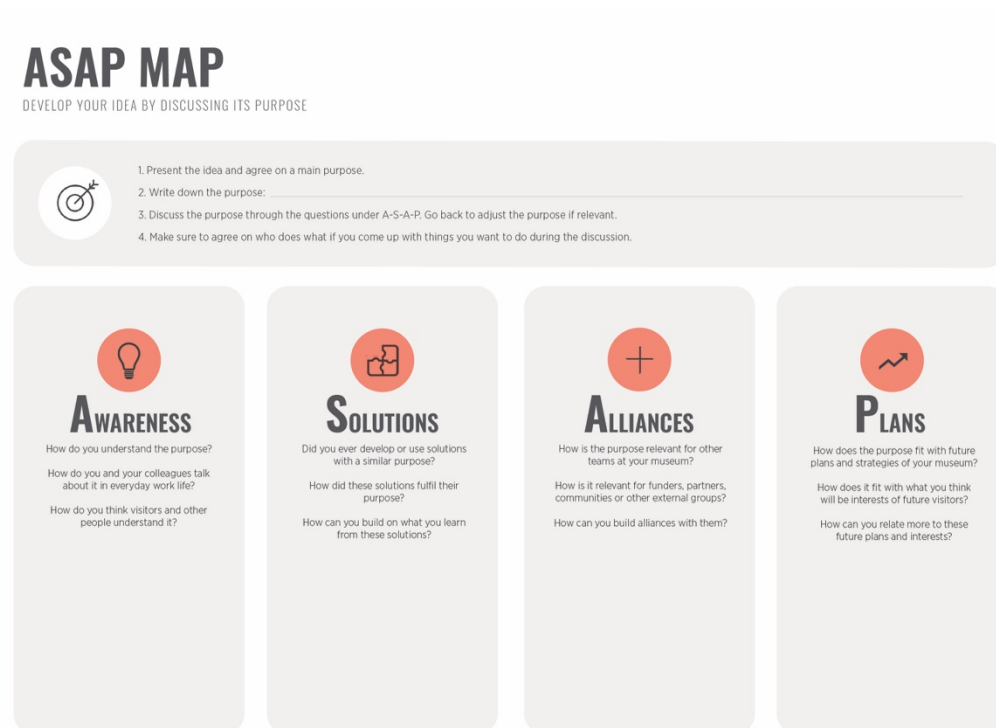 ASAP MAP
DEVELOP YOUR IDEA BY DISCUSSING ITS PURPOSE
1. Present the idea and agree on a main purpose.
2. Write down the purpose:
3. Discuss the purpose through the questions under A-S-A-P. Go back to adjust the purpose if relevant.
4. Make sure to agree on who does what if you come up with things you want to do during the discussion.
AWARENESS
How do you understand the purpose?
How do you and your colleagues talk
about it in everyday work life?
How do you think visitors and other
people understand it?
SOLUTIONS
Did you ever develop or use solutions
with a similar purpose?
How did these solutions fulfil their
purpose?
How can you build on what you learn
from these solutions?
ALLIANCES
How is the purpose relevant for other
teams at your museum?
How is it relevant for funders, partners,
communities or other external groups?
How can you build alliances with them?
PLANS
How does the purpose fit with future
plans and strategies of your museum?
How does it fit with what you think
will be interests of future visitors?
How can you relate more to these
future plans and interests?